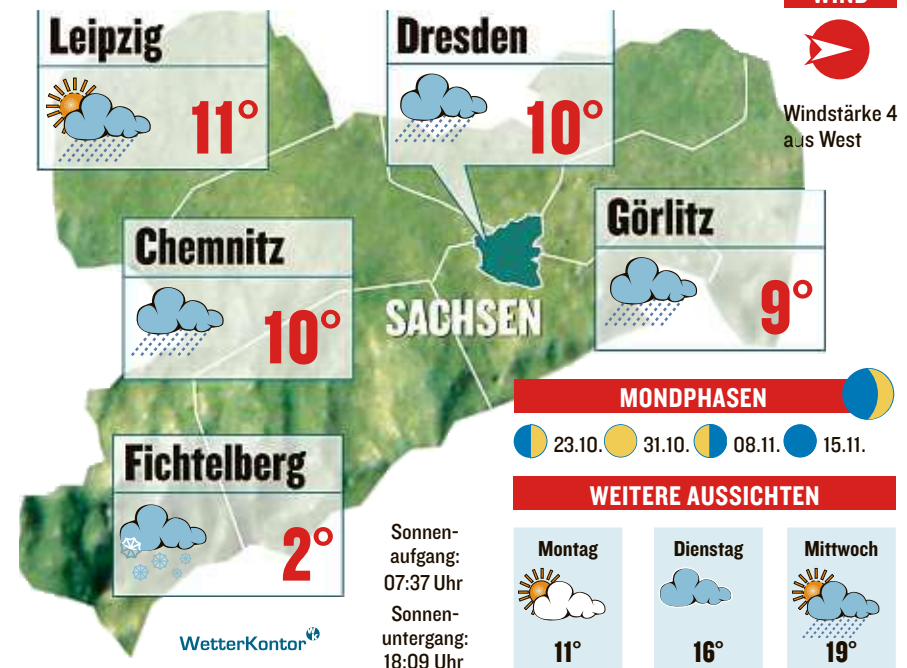 WIND
Windstärke 4
aus West
Leipzig
11°
Dresden
10°
Görlitz
9°
Chemnitz
10°
SACHSEN
Fichtelberg
2°
WetterKontor
Sonnen-
aufgang:
07:37 Uhr
Sonnen-
untergang:
18:09 Uhr
MONDPHASEN
23.10. 31.10. 08.11. 15.11.
WEITERE AUSSICHTEN
Montag Dienstag Mittwoch
11° 16° 19°